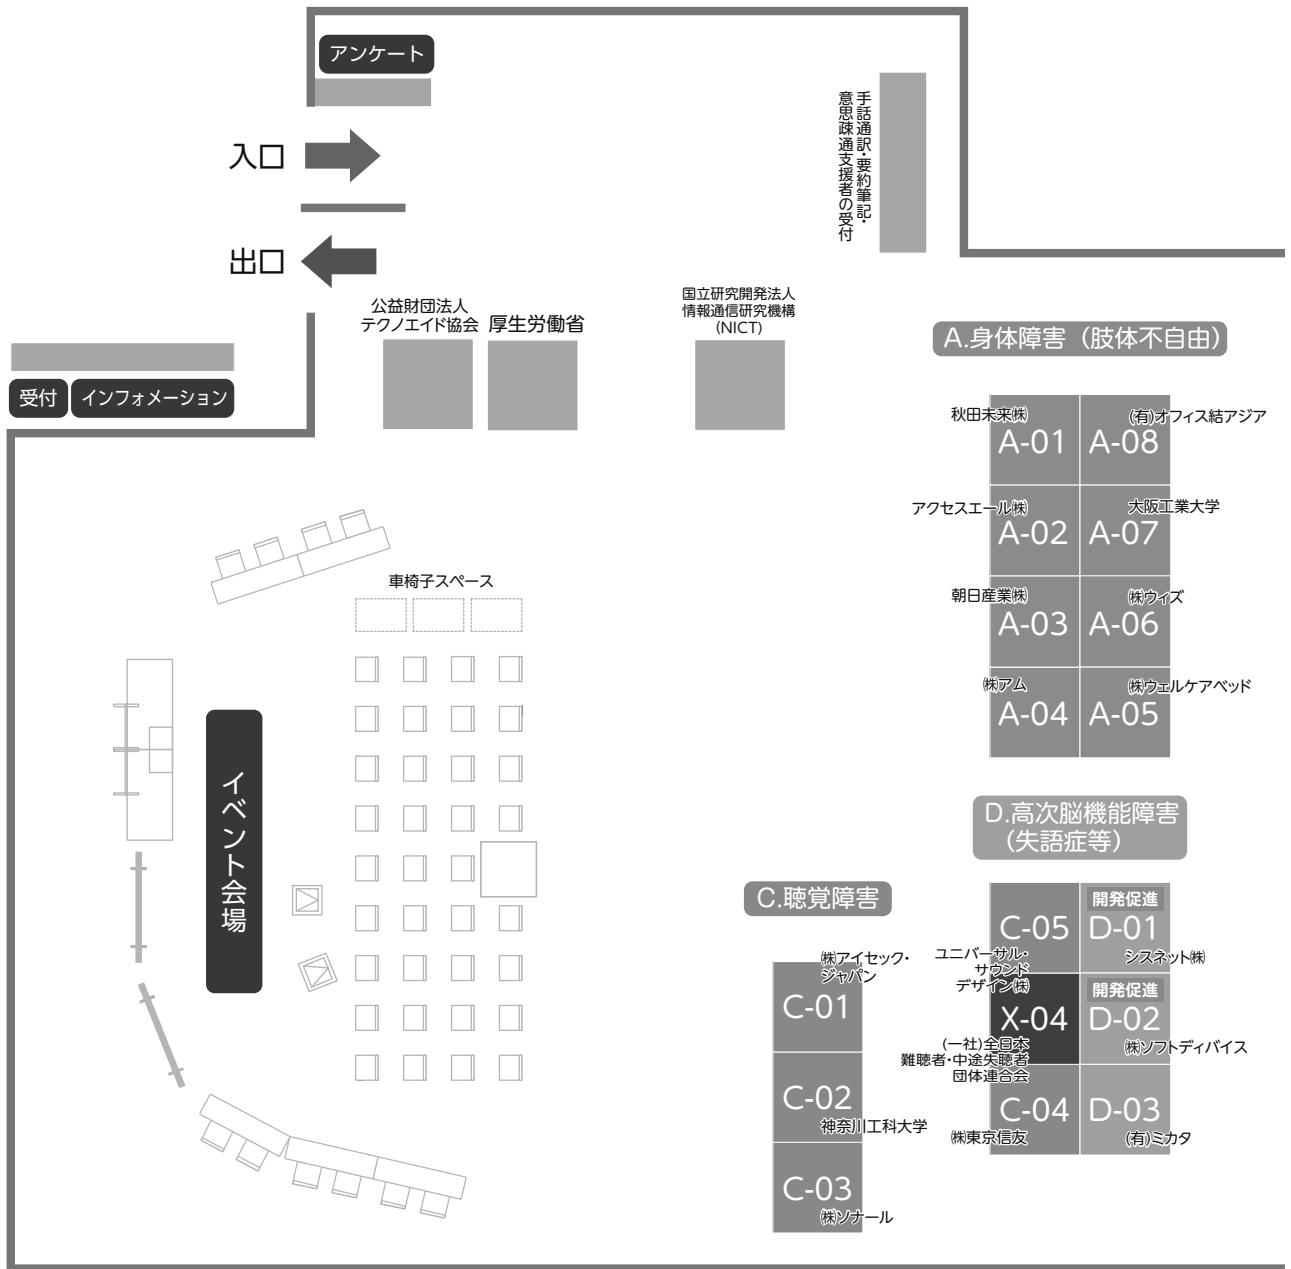 アンケート
入口
出口
手話通訳・要約筆記・
意思疎通支援者の受付
公益財団法人
テクノエイド協会
厚生労働省
国立研究開発法人
情報通信研究機構
(NICT)
受付
インフォメーション
A.身体障害（肢体不自由）
秋田未来㈱
A-01
(有)オフィス結アジア
A-08
アクセスエール㈱
A-02
大阪工業大学
A-07
朝日産業㈱
A-03
㈱ウィズ
A-06
㈱アム
A-04
㈱ウェルケアベッド
A-05
車椅子スペース
イベント会場
D.高次脳機能障害
（失語症等）
C.聴覚障害
㈱アイセック・
ジャパン
C-01
C-02
神奈川工科大学
C-03
㈱ソナール
C-05
ユニバーサル・
サウンド
デザイン㈱
開発促進
D-01
シスネット㈱
X-04
(一社)全日本
難聴者・中途失聴者
団体連合会
開発促進
D-02
㈱ソフトディバイス
C-04
㈱東京信友
D-03
(有)ミカタ